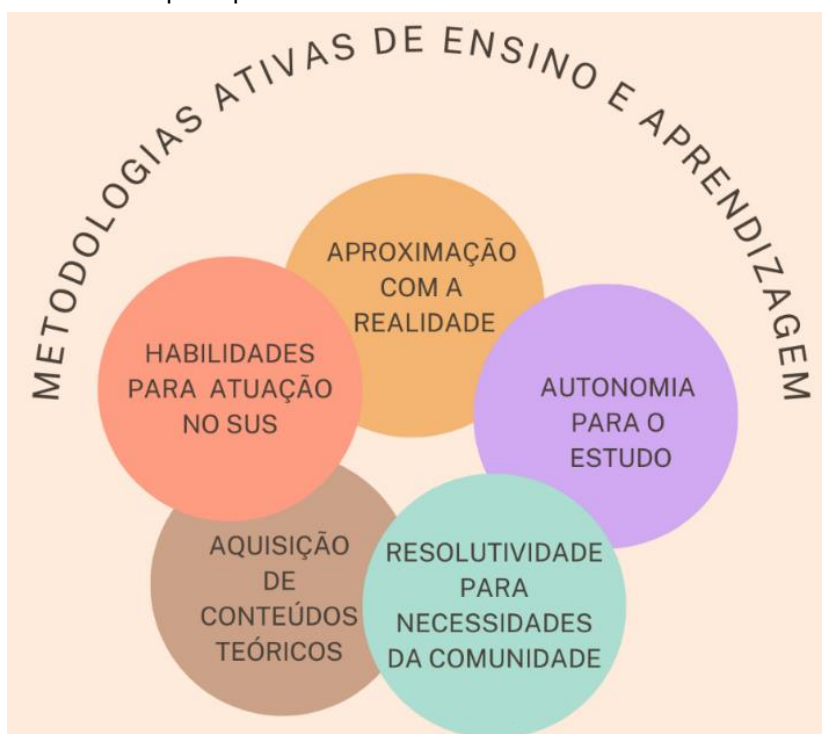 METODOLOGIAS ATIVAS DE ENSINO E APRENDIZAGEM
APROXIMAÇÃO
COM A
REALIDADE
HABILIDADES
PARA ATUAÇÃO
NO SUS
AUTONOMIA
PARA O
ESTUDO
AQUISIÇÃO
DE
CONTEÚDOS
TEÓRICOS
RESOLUTIVIDADE
PARA
NECESSIDADES
DA COMUNIDADE